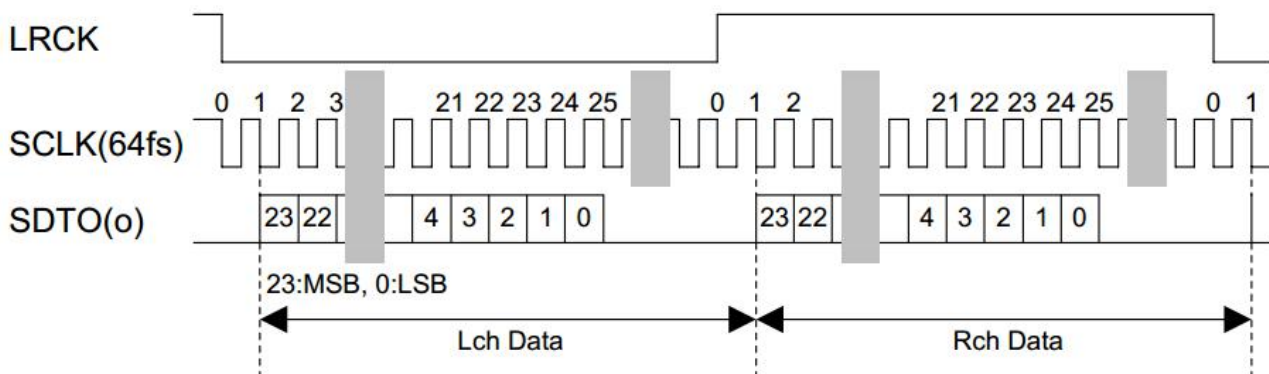 LRCK
0 1 2 3 21 22 23 24 25 0 1 2 21 22 23 24 25 0 1
SCLK(64fs)
SDTO(o) 23 22 4 3 2 1 0 23 22 4 3 2 1 0
23:MSB, 0:LSB
Lch Data Rch Data